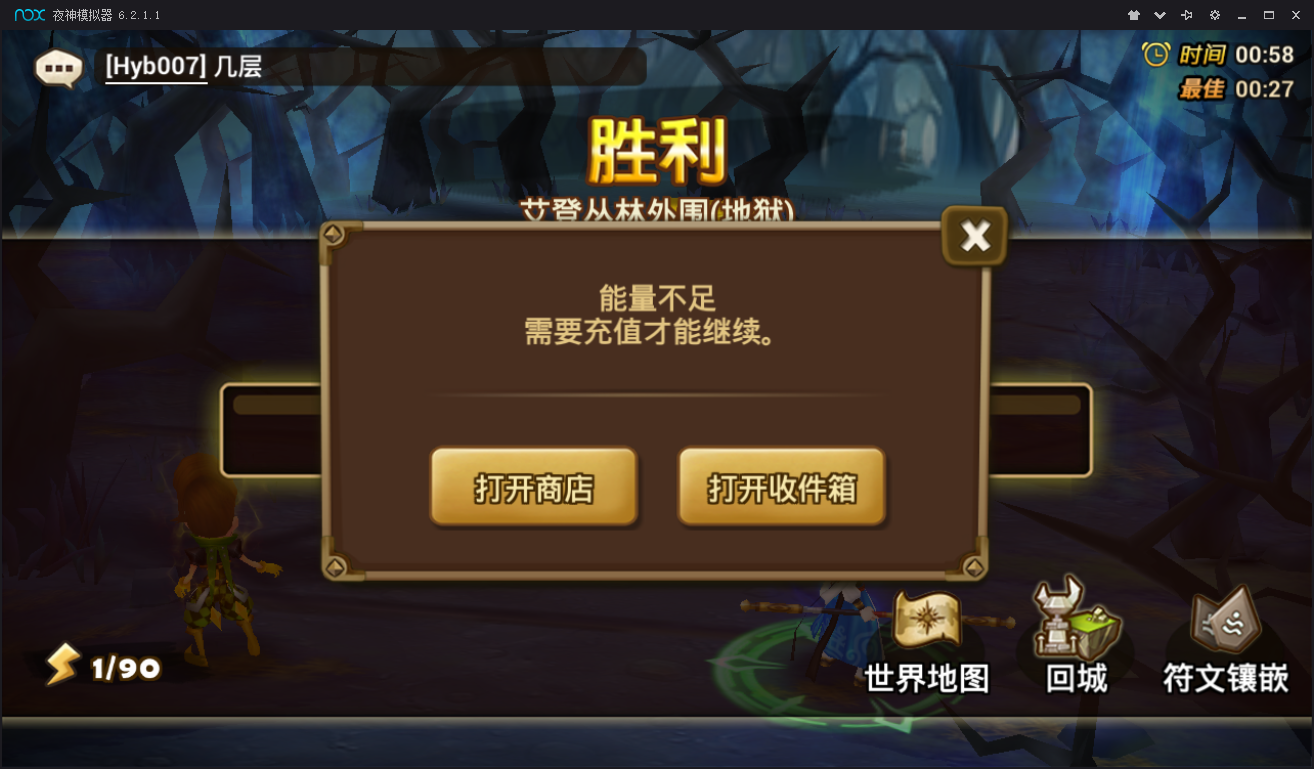 nox 夜神模拟器 6.2.1.1
[Hyb007] 几层
时间 00:58
最佳 00:27
胜利
艾登丛林外围(地狱)
能量不足
需要充值才能继续。
打开商店 打开收件箱
1/90
世界地图 回城 符文镶嵌